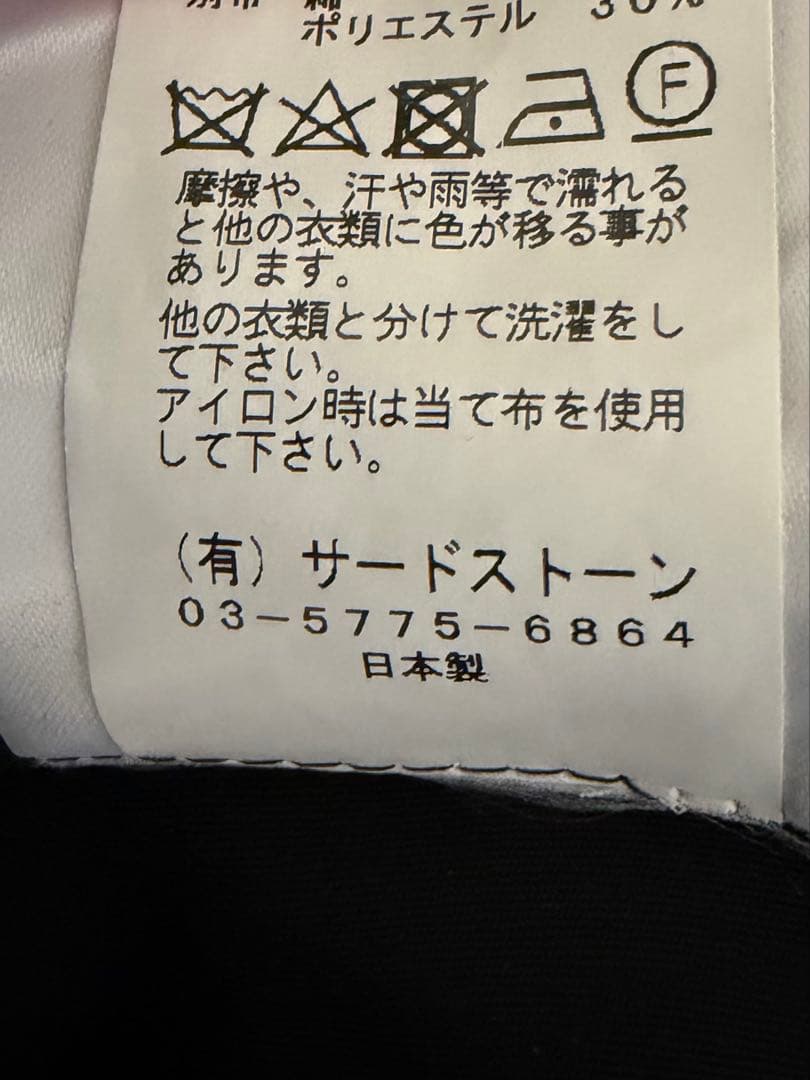 別布 綿
ポリエステル 30%
F
摩擦や、汗や雨等で濡れる
と他の衣類に色が移る事が
あります。
他の衣類と分けて洗濯をし
て下さい。
アイロン時は当て布を使用
して下さい。
(有)サードストーン
03-5775-6864
日本製